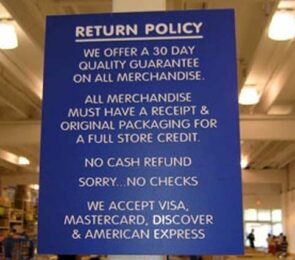 RETURN POLICY
WE OFFER A 30 DAY
QUALITY GUARANTEE
ON ALL MERCHANDISE.
ALL MERCHANDISE
MUST HAVE A RECEIPT &
ORIGINAL PACKAGING FOR
A FULL STORE CREDIT.
NO CASH REFUND
SORRY...NO CHECKS
WE ACCEPT VISA,
MASTERCARD, DISCOVER
& AMERICAN EXPRESS